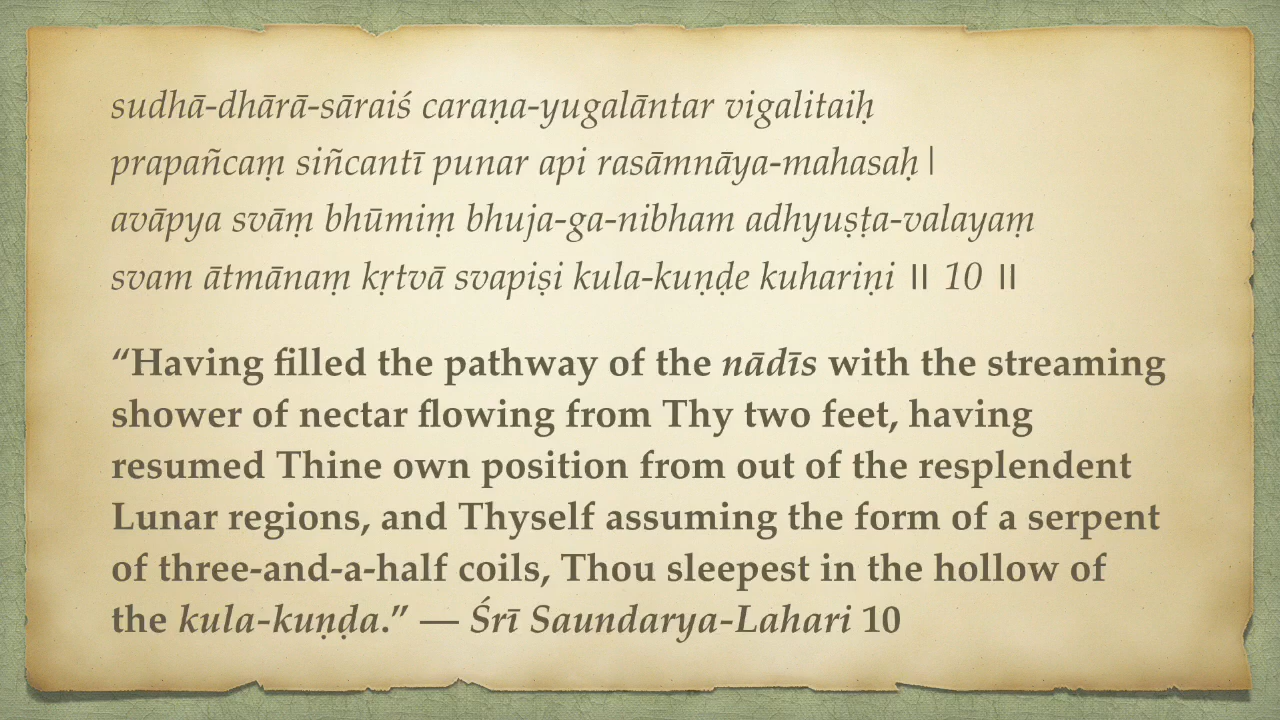 sudhā-dhārā-sāraiś caraṇa-yugalāntar vigalitaiḥ
prapañcaṃ siñcantī punar api rasāmnāya-mahasaḥ |
avāpya svāṃ bhūmiṃ bhuja-ga-nibham adhyuṣṭa-valayaṃ
svam ātmānaṃ kṛtvā svapiṣi kula-kuṇḍe kuhariṇi || 10 ||
“Having filled the pathway of the nādīs with the streaming
shower of nectar flowing from Thy two feet, having
resumed Thine own position from out of the resplendent
Lunar regions, and Thyself assuming the form of a serpent
of three-and-a-half coils, Thou sleepest in the hollow of
the kula-kuṇḍa.” — Śrī Saundarya-Lahari 10